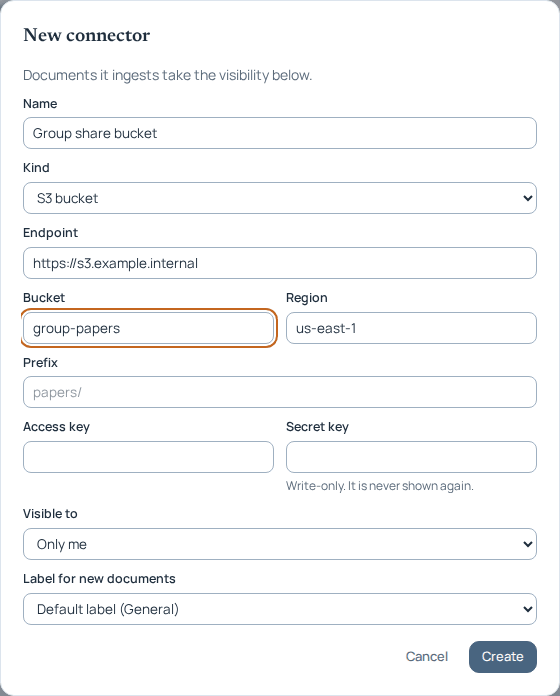 New connector
Documents it ingests take the visibility below.
Name
Group share bucket
Kind
S3 bucket
Endpoint
https://s3.example.internal
Bucket
Region
group-papers
us-east-1
Prefix
papers/
Access key
Secret key
Write-only. It is never shown again.
Visible to
Only me
Label for new documents
Default label (General)
Cancel
Create